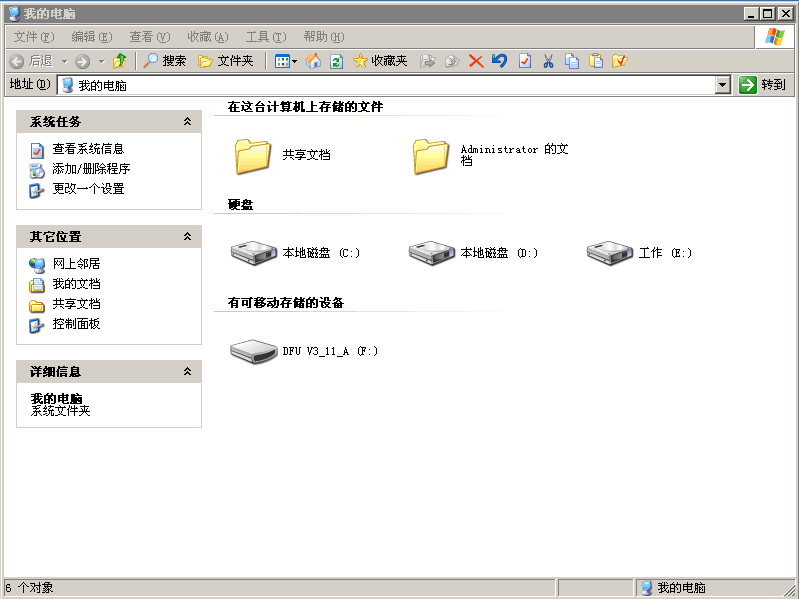 我的电脑
文件(F) 编辑(E) 查看(V) 收藏(A) 工具(T) 帮助(H)
后退 搜索 文件夹 收藏夹
地址(D) 我的电脑 转到
系统任务
查看系统信息
添加/删除程序
更改一个设置
其它位置
网上邻居
我的文档
共享文档
控制面板
详细信息
我的电脑
系统文件夹
在这台计算机上存储的文件
共享文档
Administrator 的文
档
硬盘
本地磁盘 (C:) 本地磁盘 (D:) 工作 (E:)
有可移动存储的设备
DFU V3_11_A (F:)
6 个对象 我的电脑